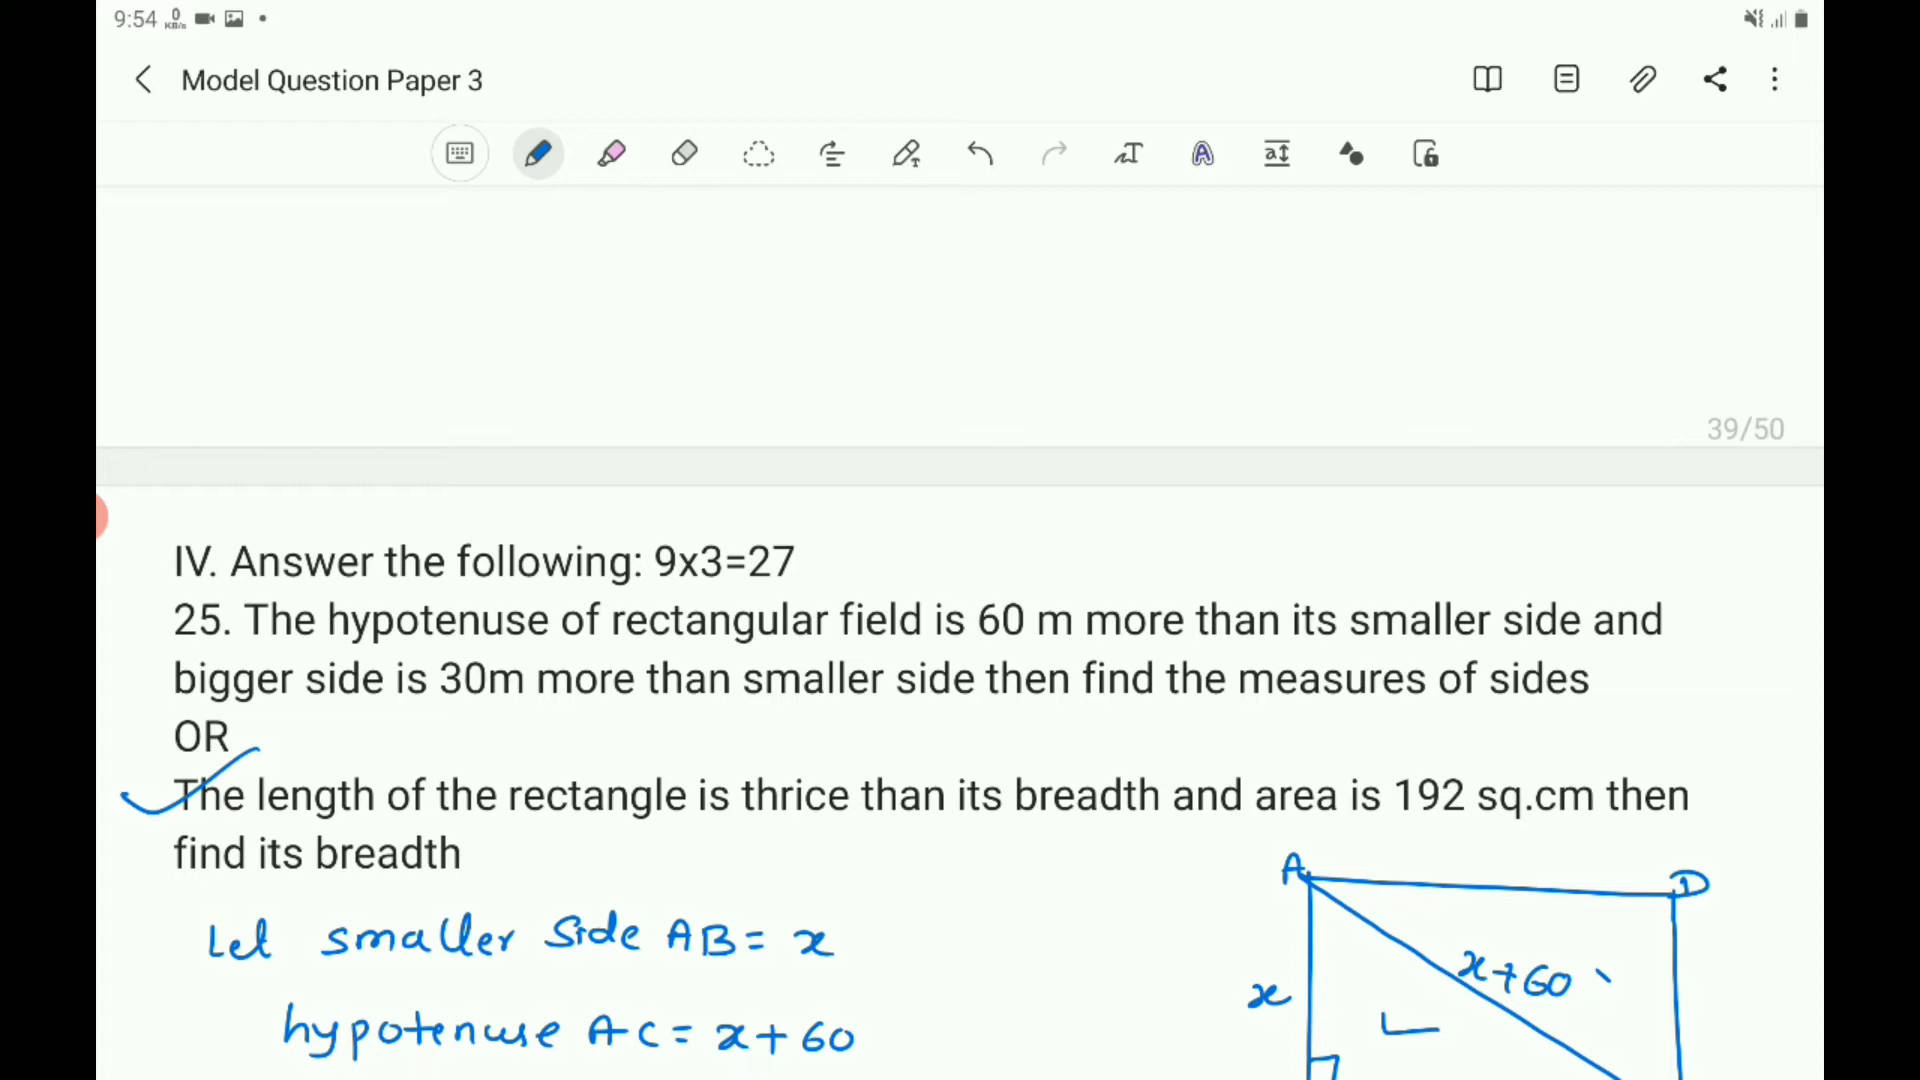 9:54 0 KB/s
Model Question Paper 3
39/50
IV. Answer the following: 9x3=27
25. The hypotenuse of rectangular field is 60 m more than its smaller side and
bigger side is 30m more than smaller side then find the measures of sides
OR
The length of the rectangle is thrice than its breadth and area is 192 sq.cm then
find its breadth
A D
Let smaller side AB = x
x+60
x
hypotenuse AC = x+60